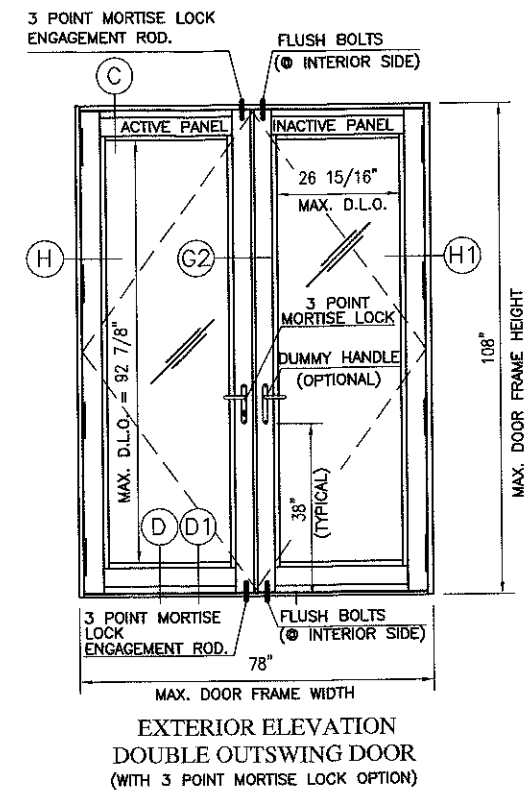 3 POINT MORTISE LOCK
ENGAGEMENT ROD.
FLUSH BOLTS
(@ INTERIOR SIDE)
C
ACTIVE PANEL
INACTIVE PANEL
26 15/16"
MAX. D.L.O.
H
G2
H1
3 POINT
MORTISE LOCK
DUMMY HANDLE
(OPTIONAL)
MAX. D.L.O. = 92 7/8"
108"
MAX. DOOR FRAME HEIGHT
38"
(TYPICAL)
D
D1
3 POINT MORTISE
LOCK
ENGAGEMENT ROD.
FLUSH BOLTS
(@ INTERIOR SIDE)
78"
MAX. DOOR FRAME WIDTH
EXTERIOR ELEVATION
DOUBLE OUTSWING DOOR
(WITH 3 POINT MORTISE LOCK OPTION)